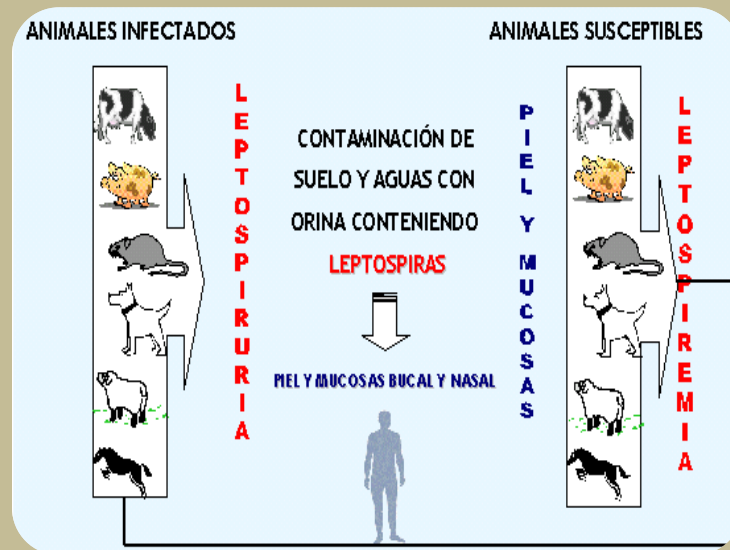 ANIMALES INFECTADOS
ANIMALES SUSCEPTIBLES
LEPTOSPIRURIA
CONTAMINACIÓN DE
SUELO Y AGUAS CON
ORINA CONTENIENDO
LEPTOSPIRAS
PIEL Y MUCOSAS BUCAL Y NASAL
PIEL Y MUCOSAS
LEPTOSPIREMIA